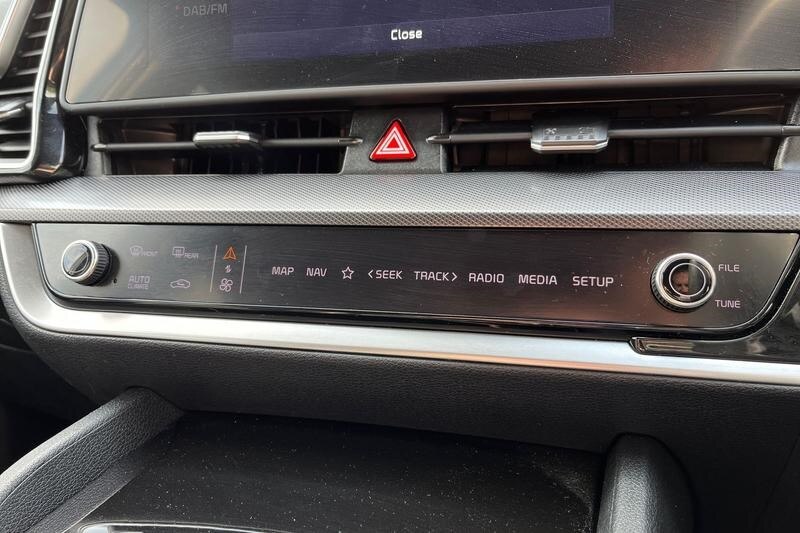 DAB/FM
Close
FRONT
REAR
AUTO
CLIMATE
MAP NAV <SEEK TRACK> RADIO MEDIA SETUP
FILE
TUNE